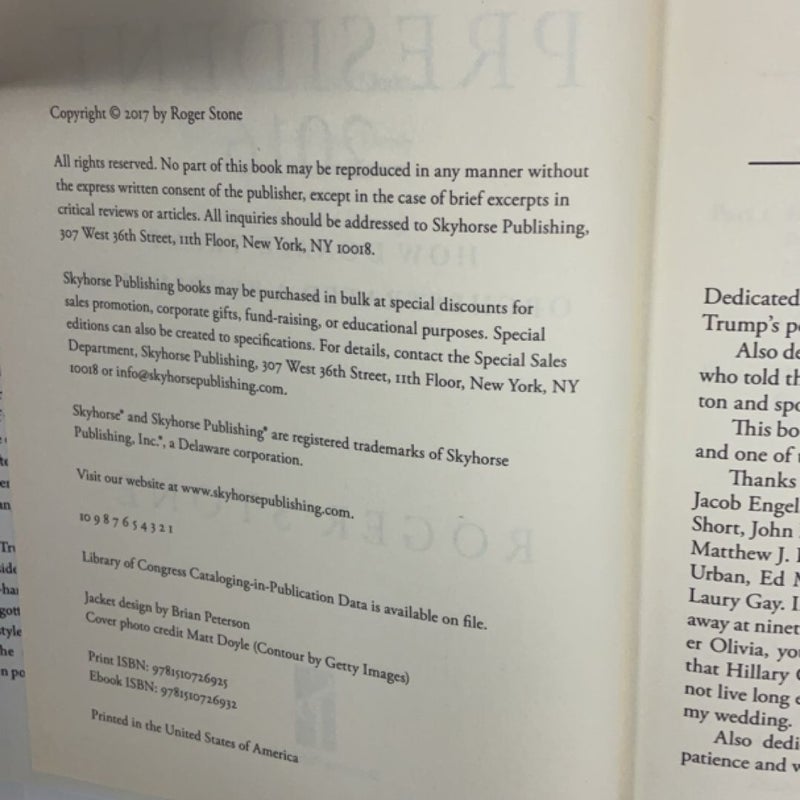 Copyright © 2017 by Roger Stone
All rights reserved. No part of this book may be reproduced in any manner without
the express written consent of the publisher, except in the case of brief excerpts in
critical reviews or articles. All inquiries should be addressed to Skyhorse Publishing,
307 West 36th Street, 11th Floor, New York, NY 10018.
Skyhorse Publishing books may be purchased in bulk at special discounts for
sales promotion, corporate gifts, fund-raising, or educational purposes. Special
editions can also be created to specifications. For details, contact the Special Sales
Department, Skyhorse Publishing, 307 West 36th Street, 11th Floor, New York, NY
10018 or info@skyhorsepublishing.com.
Skyhorse® and Skyhorse Publishing® are registered trademarks of Skyhorse
Publishing, Inc.®, a Delaware corporation.
Visit our website at www.skyhorsepublishing.com.
10 9 8 7 6 5 4 3 2 1
Library of Congress Cataloging-in-Publication Data is available on file.
Jacket design by Brian Peterson
Cover photo credit Matt Doyle (Contour by Getty Images)
Print ISBN: 9781510726925
Ebook ISBN: 9781510726932
Printed in the United States of America
Dedicated
Trump's
Also
who told
ton and
This
and one of
Thanks
Jacob
Short, John
Matthew J.
Urban, Ed
Laury Gay.
away at
er Olivia,
that Hillary
not live long
my wedding.
Also
patience and